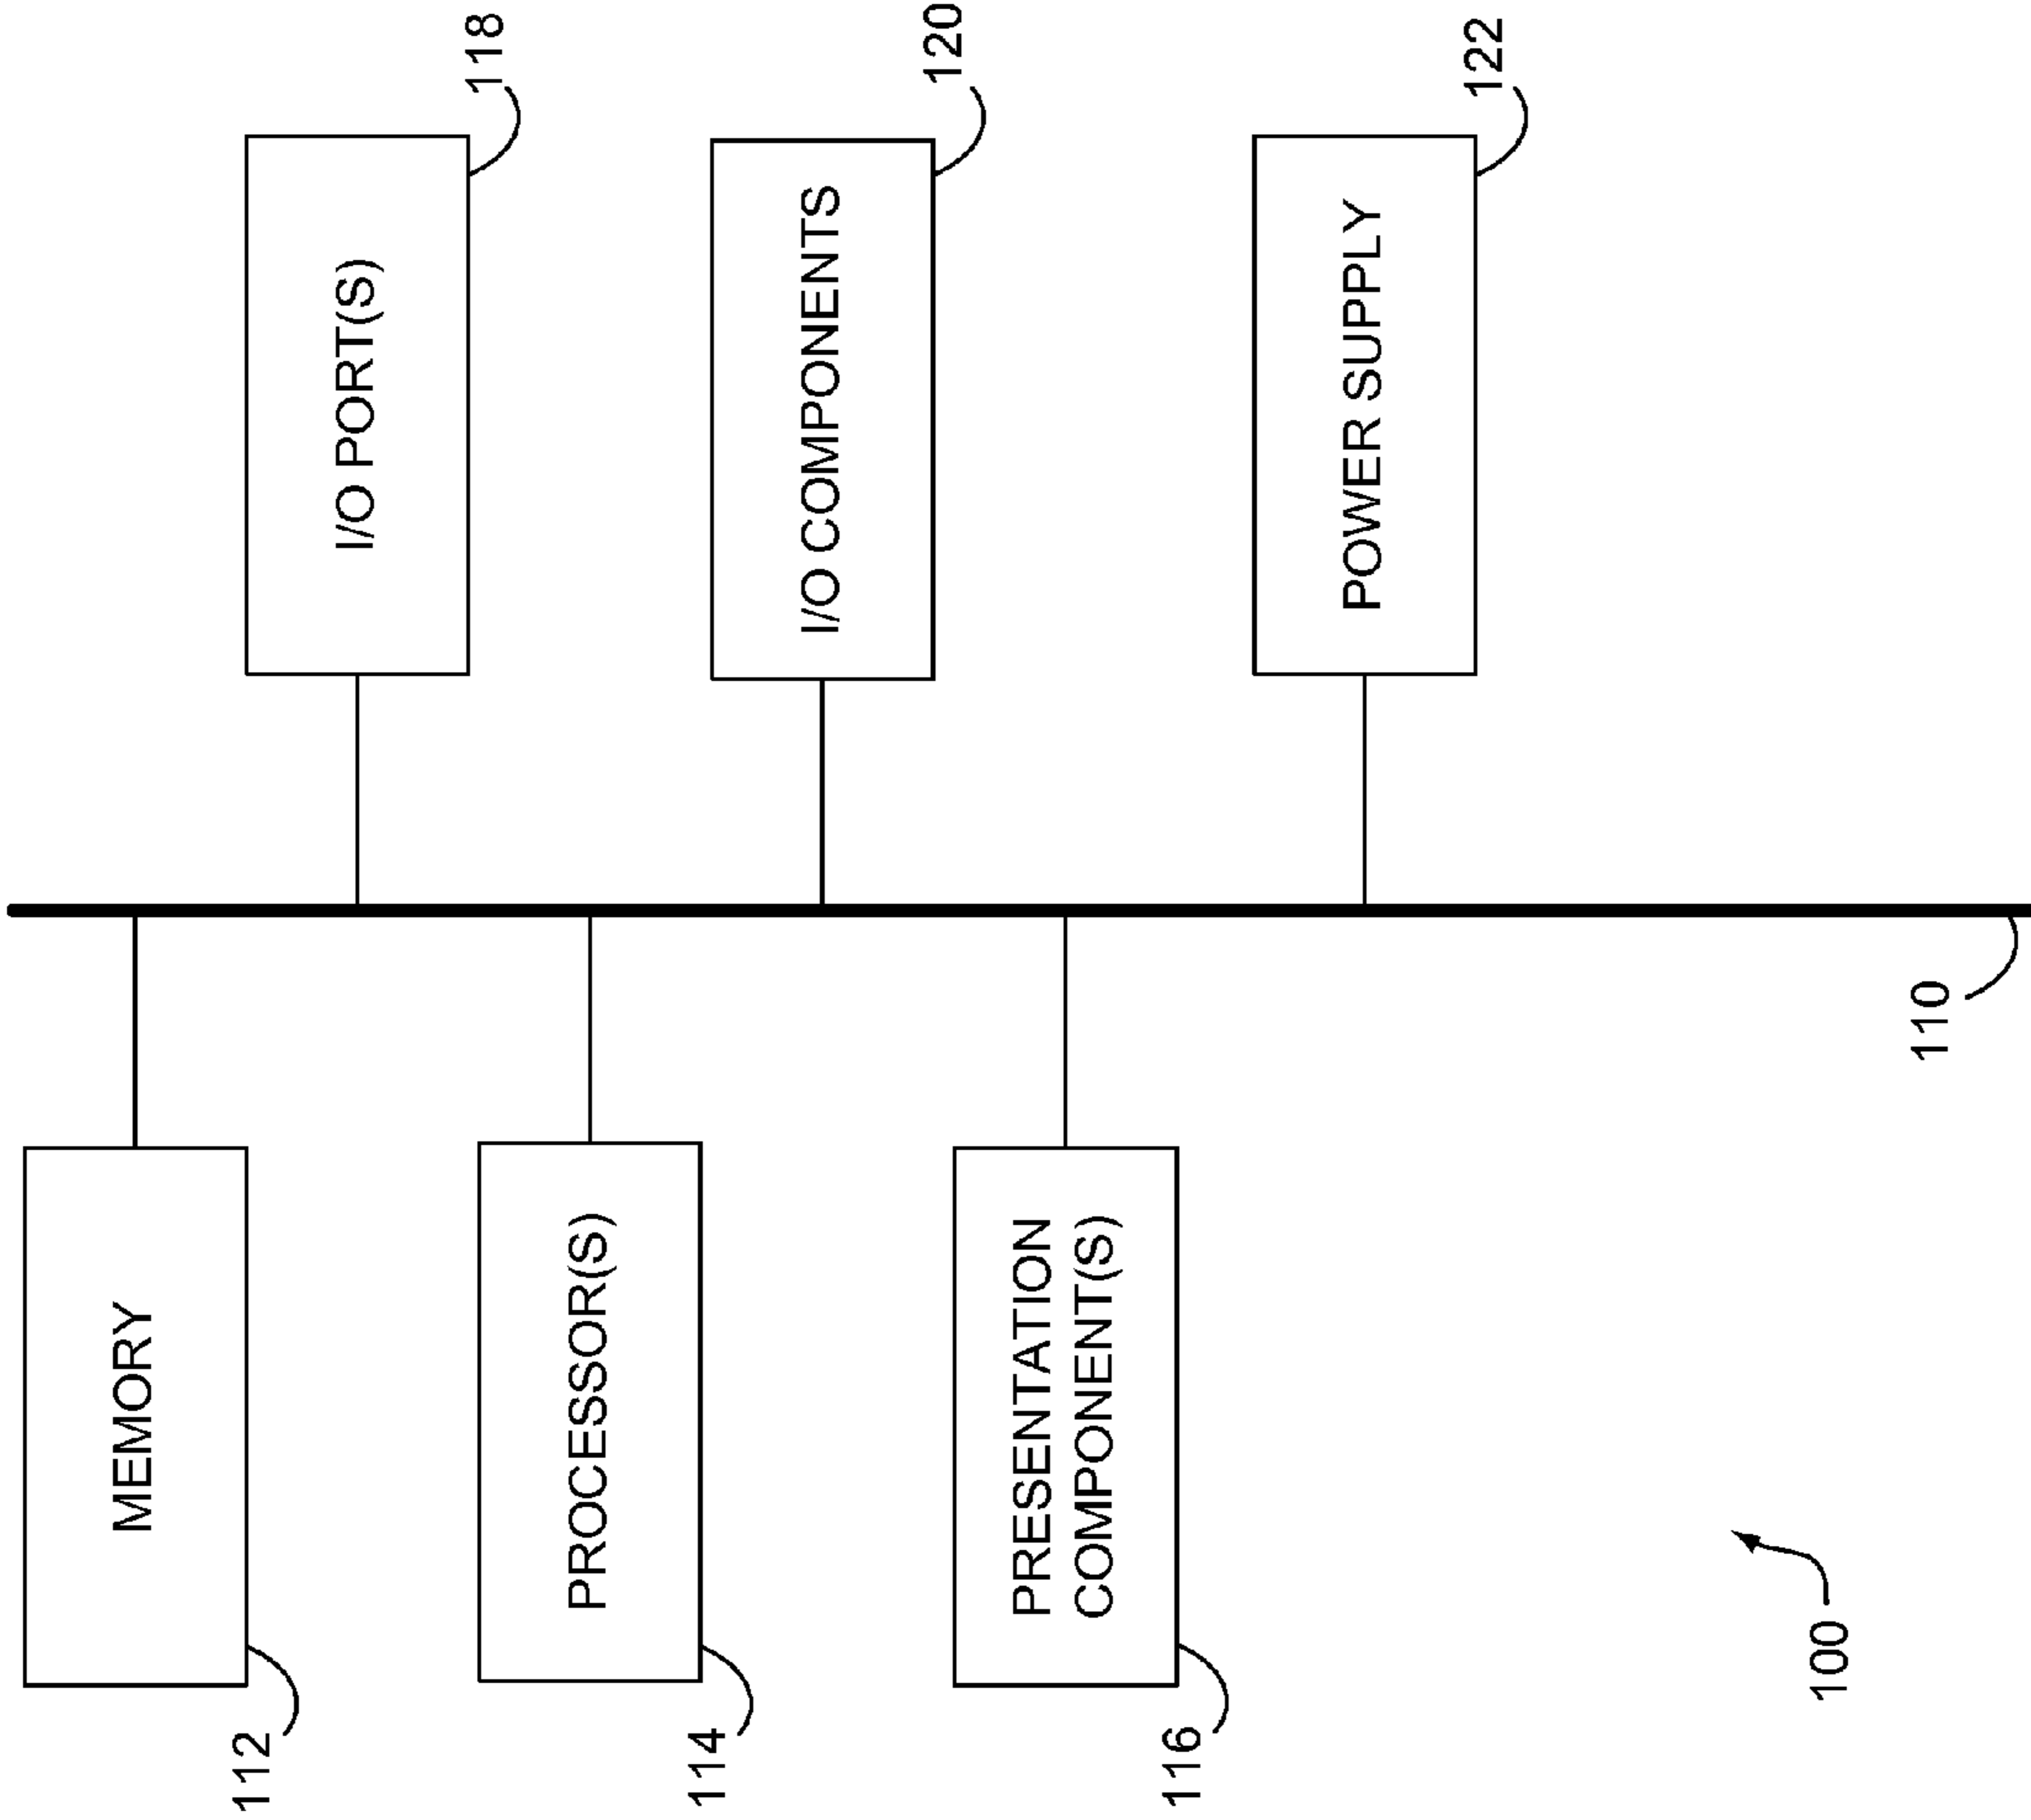 MEMORY
112
PROCESSOR(S)
114
PRESENTATION
COMPONENT(S)
116
I/O PORT(S)
118
I/O COMPONENTS
120
POWER SUPPLY
122
110
100